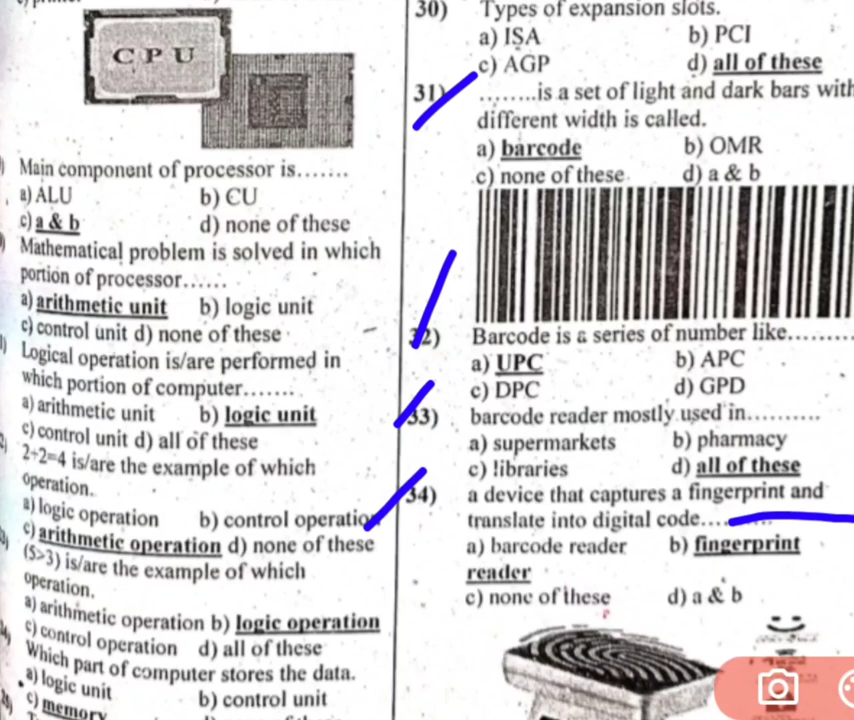 CPU
Main component of processor is.......
a) ALU b) CU
c) a & b d) none of these
Mathematical problem is solved in which
portion of processor......
a) arithmetic unit b) logic unit
c) control unit d) none of these
Logical operation is/are performed in
which portion of computer.......
a) arithmetic unit b) logic unit
c) control unit d) all of these
2÷2=4 is/are the example of which
operation.
a) logic operation b) control operation
c) arithmetic operation d) none of these
(5>3) is/are the example of which
operation.
a) arithmetic operation b) logic operation
c) control operation d) all of these
Which part of computer stores the data.
a) logic unit b) control unit
c) memory
30) Types of expansion slots.
a) ISA b) PCI
c) AGP d) all of these
31) ........is a set of light and dark bars with
different width is called.
a) barcode b) OMR
c) none of these d) a & b
32) Barcode is a series of number like.........
a) UPC b) APC
c) DPC d) GPD
33) barcode reader mostly used in..........
a) supermarkets b) pharmacy
c) libraries d) all of these
34) a device that captures a fingerprint and
translate into digital code....
a) barcode reader b) fingerprint
reader
c) none of these d) a & b